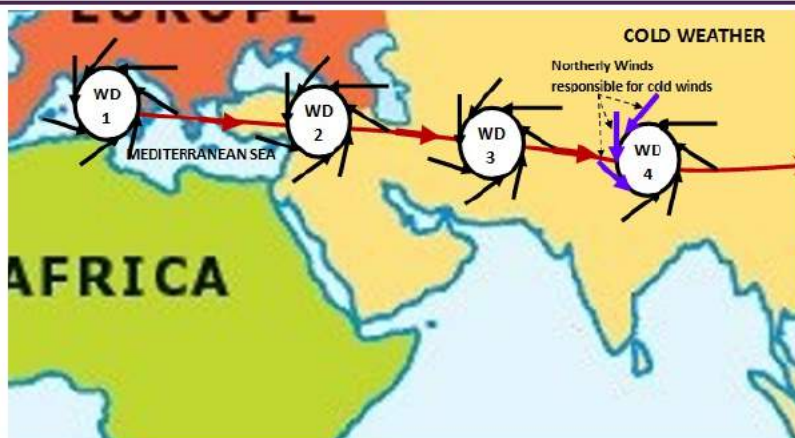 EUROPE
COLD WEATHER
Northerly Winds
responsible for cold winds
WD
1
WD
2
WD
3
WD
4
MEDITERRANEAN SEA
AFRICA